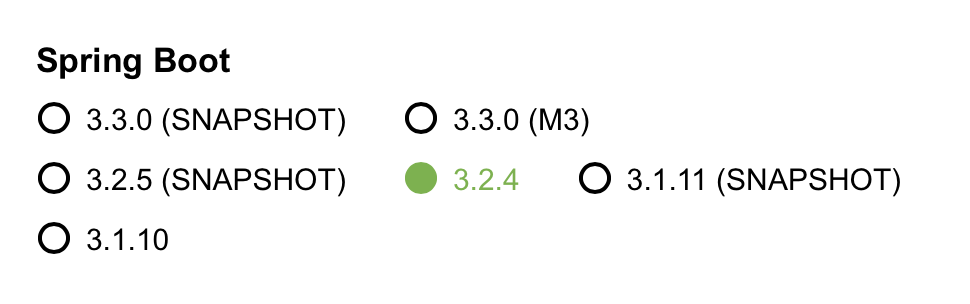 Spring Boot
3.3.0 (SNAPSHOT) 3.3.0 (M3)
3.2.5 (SNAPSHOT) 3.2.4 3.1.11 (SNAPSHOT)
3.1.10